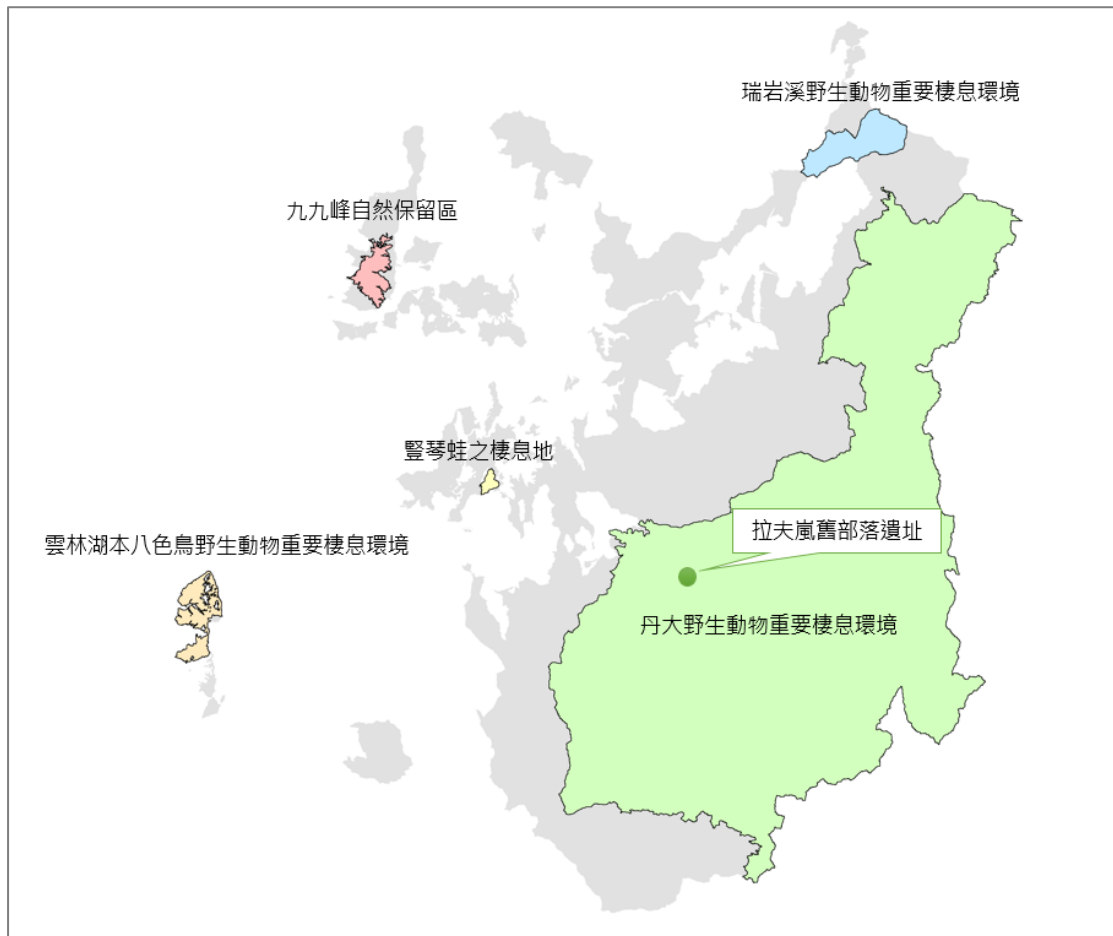 瑞岩溪野生動物重要棲息環境
九九峰自然保留區
豎琴蛙之棲息地
拉夫嵐舊部落遺址
雲林湖本八色鳥野生動物重要棲息環境
丹大野生動物重要棲息環境